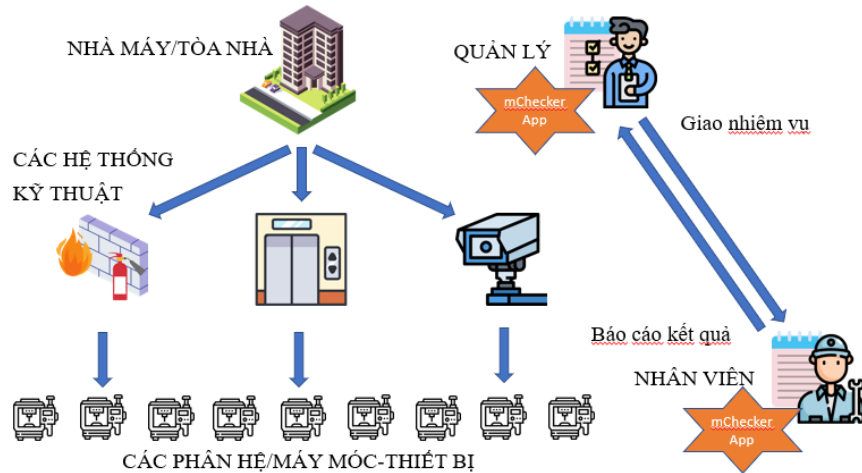 NHÀ MÁY/TÒA NHÀ
QUẢN LÝ
mChecker
App
Giao nhiệm vụ
CÁC HỆ THỐNG
KỸ THUẬT
Báo cáo kết quả
NHÂN VIÊN
mChecker
App
CÁC PHÂN HỆ/MÁY MÓC-THIẾT BỊ